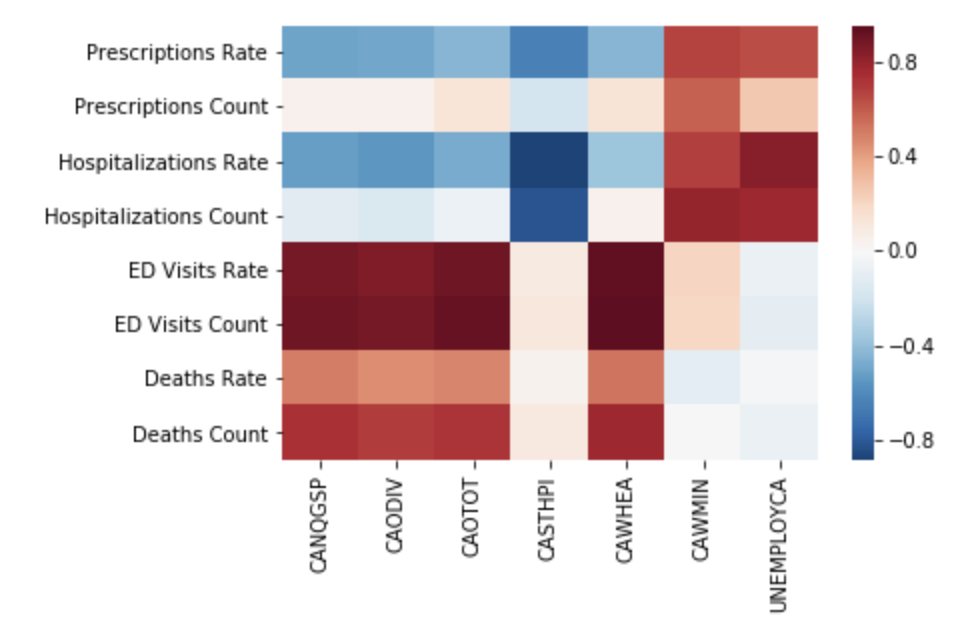 Prescriptions Rate
Prescriptions Count
Hospitalizations Rate
Hospitalizations Count
ED Visits Rate
ED Visits Count
Deaths Rate
Deaths Count
CANQGSP
CAODIV
CAOTOT
CASTHPI
CAWHEA
CAWMIN
UNEMPLOYCA
0.8
0.4
0.0
−0.4
−0.8